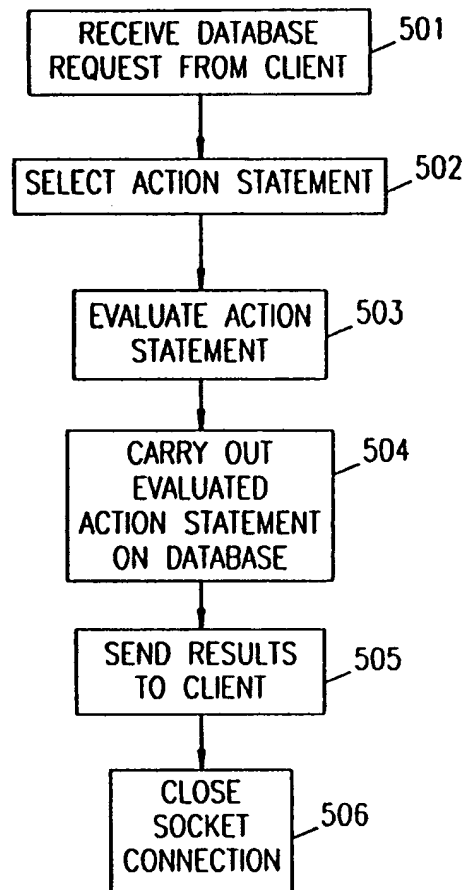 RECEIVE DATABASE
REQUEST FROM CLIENT
501
SELECT ACTION STATEMENT
502
EVALUATE ACTION
STATEMENT
503
CARRY OUT
EVALUATED
ACTION STATEMENT
ON DATABASE
504
SEND RESULTS
TO CLIENT
505
CLOSE
SOCKET
CONNECTION
506